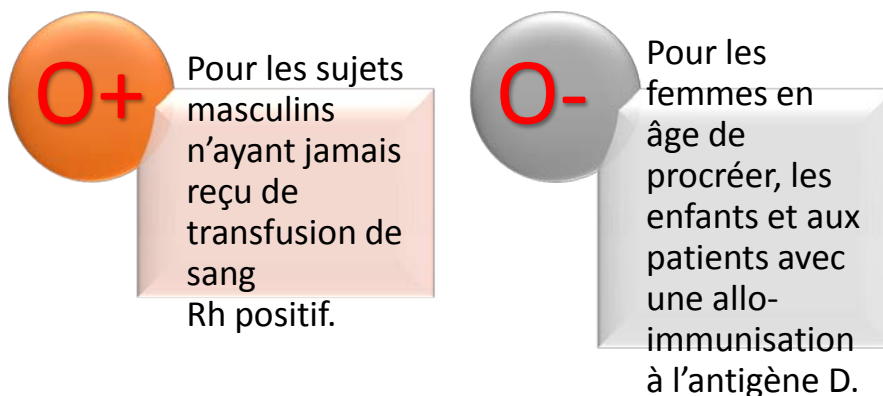 O+
Pour les sujets
masculins
n’ayant jamais
reçu de
transfusion de
sang
Rh positif.
O-
Pour les
femmes en
âge de
procréer, les
enfants et aux
patients avec
une allo-
immunisation
à l’antigène D.